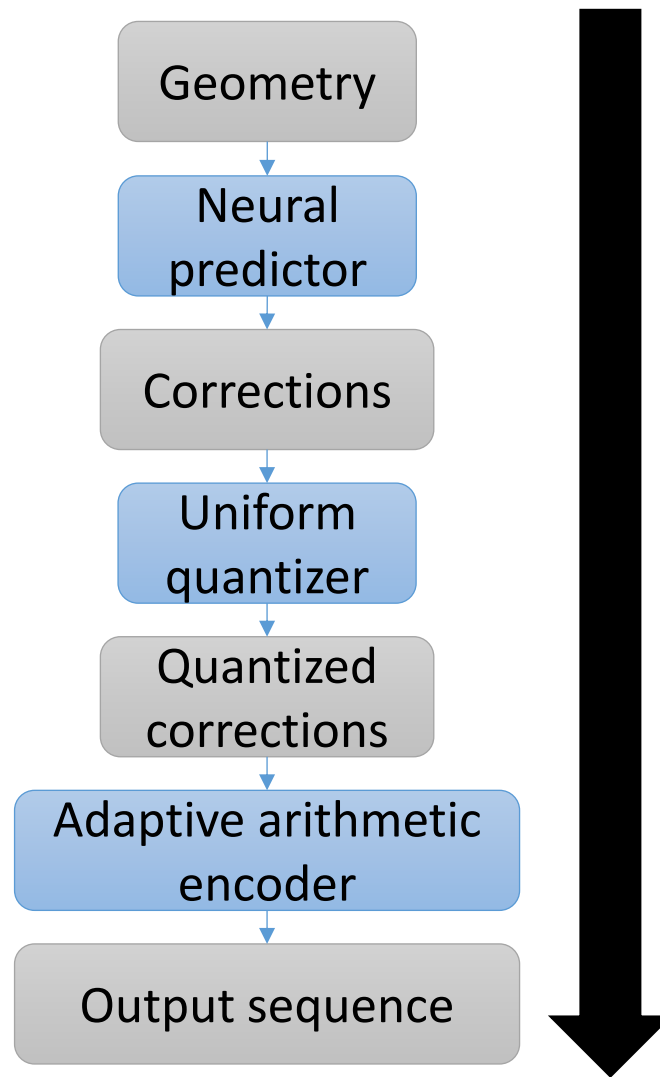 Geometry
Neural
predictor
Corrections
Uniform
quantizer
Quantized
corrections
Adaptive arithmetic
encoder
Output sequence